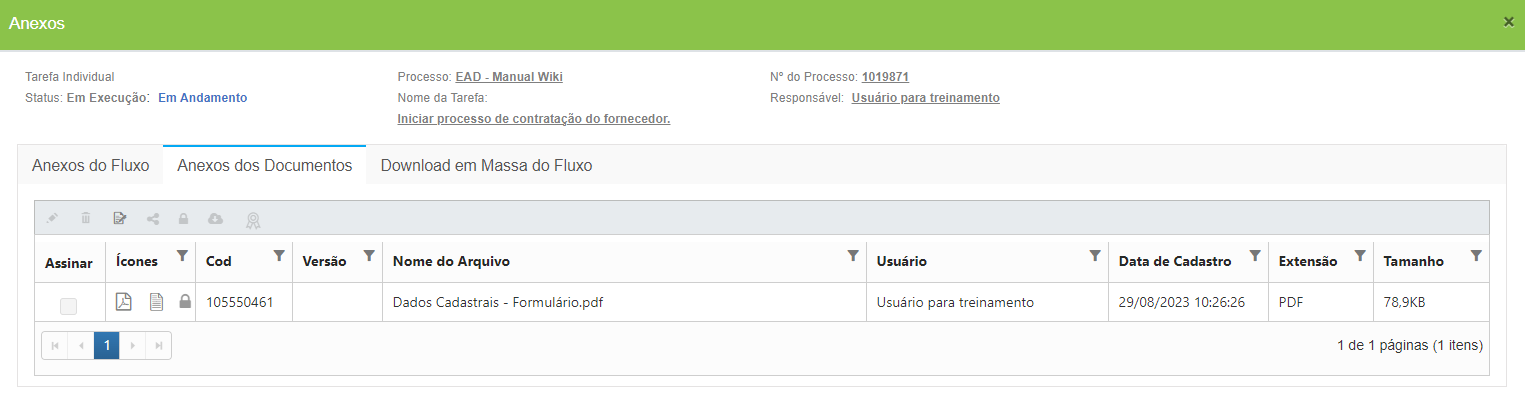 Anexos ×
Tarefa Individual Processo: EAD - Manual Wiki Nº do Processo: 1019871
Status: Em Execução: Em Andamento Nome da Tarefa: Responsável: Usuário para treinamento
Iniciar processo de contratação do fornecedor.
Anexos do Fluxo Anexos dos Documentos Download em Massa do Fluxo
Assinar Ícones Cod Versão Nome do Arquivo Usuário Data de Cadastro Extensão Tamanho
105550461 Dados Cadastrais - Formulário.pdf Usuário para treinamento 29/08/2023 10:26:26 PDF 78,9KB
1 1 de 1 páginas (1 itens)